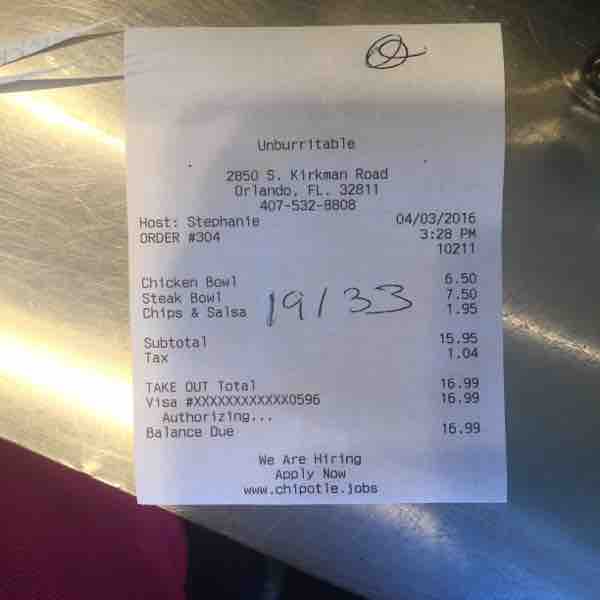 Unburritable
2850 S. Kirkman Road
Orlando, FL. 32811
407-532-8808
Host: Stephanie 04/03/2016
ORDER #304 3:28 PM
10211
Chicken Bowl 6.50
Steak Bowl 7.50
Chips & Salsa 1.95
19/33
Subtotal 15.95
Tax 1.04
TAKE OUT Total 16.99
Visa #XXXXXXXXXXXX0596 16.99
Authorizing...
Balance Due 16.99
We Are Hiring
Apply Now
www.chipotle.jobs